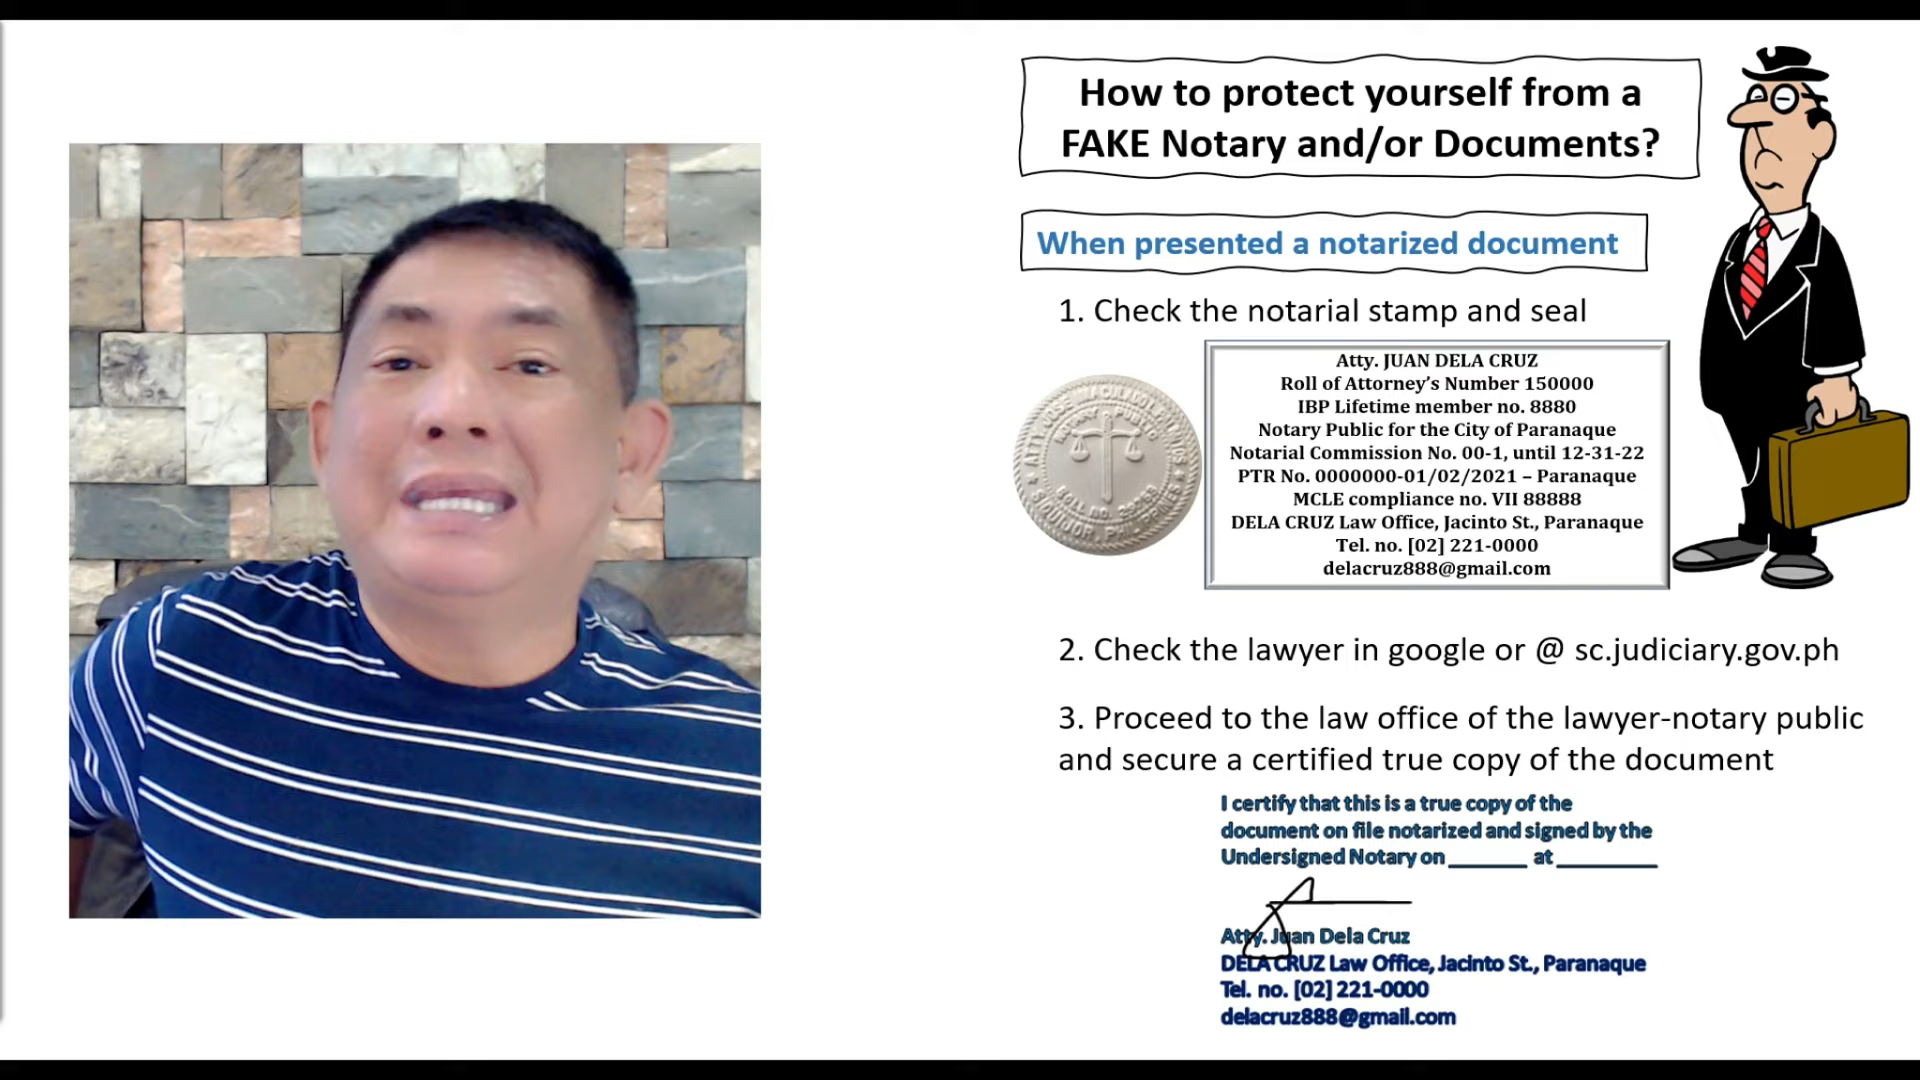 How to protect yourself from a
FAKE Notary and/or Documents?
When presented a notarized document
1. Check the notarial stamp and seal
NOTARY PUBLIC
Atty. JUAN DELA CRUZ
Roll of Attorney's Number 150000
IBP Lifetime member no. 8880
Notary Public for the City of Paranaque
Notarial Commission No. 00-1, until 12-31-22
PTR No. 0000000-01/02/2021 – Paranaque
MCLE compliance no. VII 88888
DELA CRUZ Law Office, Jacinto St., Paranaque
Tel. no. [02] 221-0000
delacruz888@gmail.com
2. Check the lawyer in google or @ sc.judiciary.gov.ph
3. Proceed to the law office of the lawyer-notary public
and secure a certified true copy of the document
I certify that this is a true copy of the
document on file notarized and signed by the
Undersigned Notary on _______ at _________
Atty. Juan Dela Cruz
DELA CRUZ Law Office, Jacinto St., Paranaque
Tel. no. [02] 221-0000
delacruz888@gmail.com